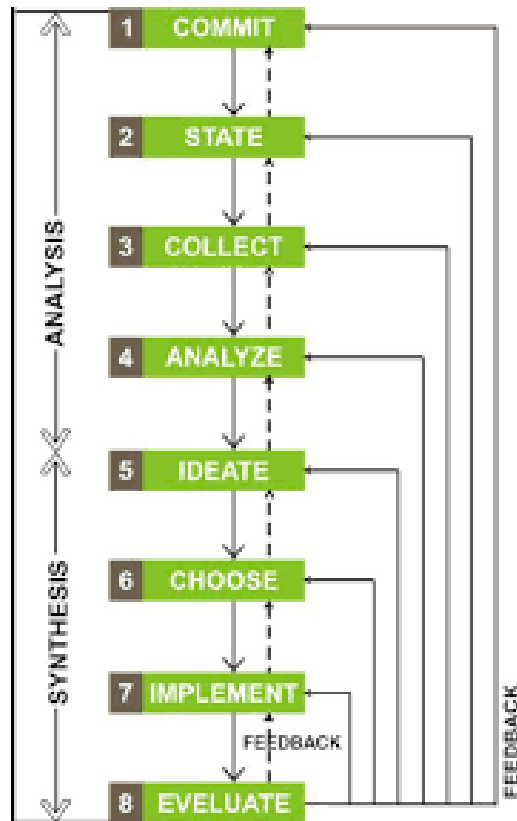 1 COMMIT
2 STATE
3 COLLECT
4 ANALYZE
5 IDEATE
6 CHOOSE
7 IMPLEMENT
FEEDBACK
8 EVELUATE
ANALYSIS
SYNTHESIS
FEEDBACK